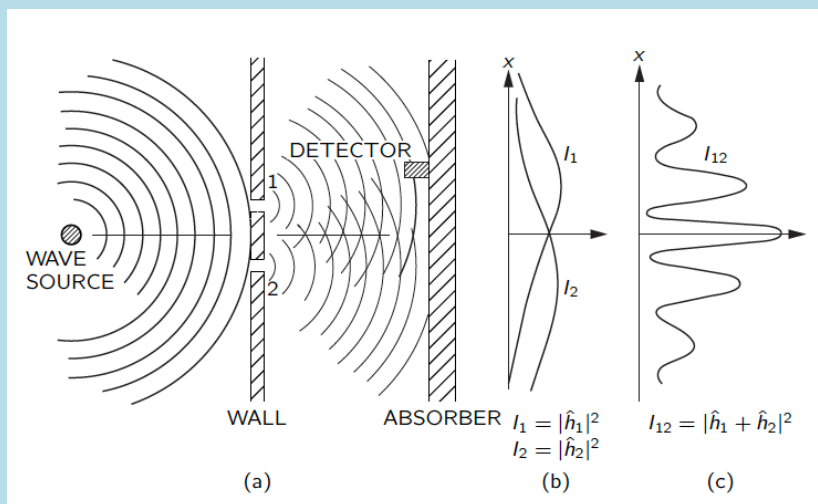 x
x
I₁
I₁₂
DETECTOR
1
WAVE
SOURCE
2
I₂
WALL
ABSORBER
I₁ = |ĥ₁|²
I₂ = |ĥ₂|²
I₁₂ = |ĥ₁ + ĥ₂|²
(a)
(b)
(c)